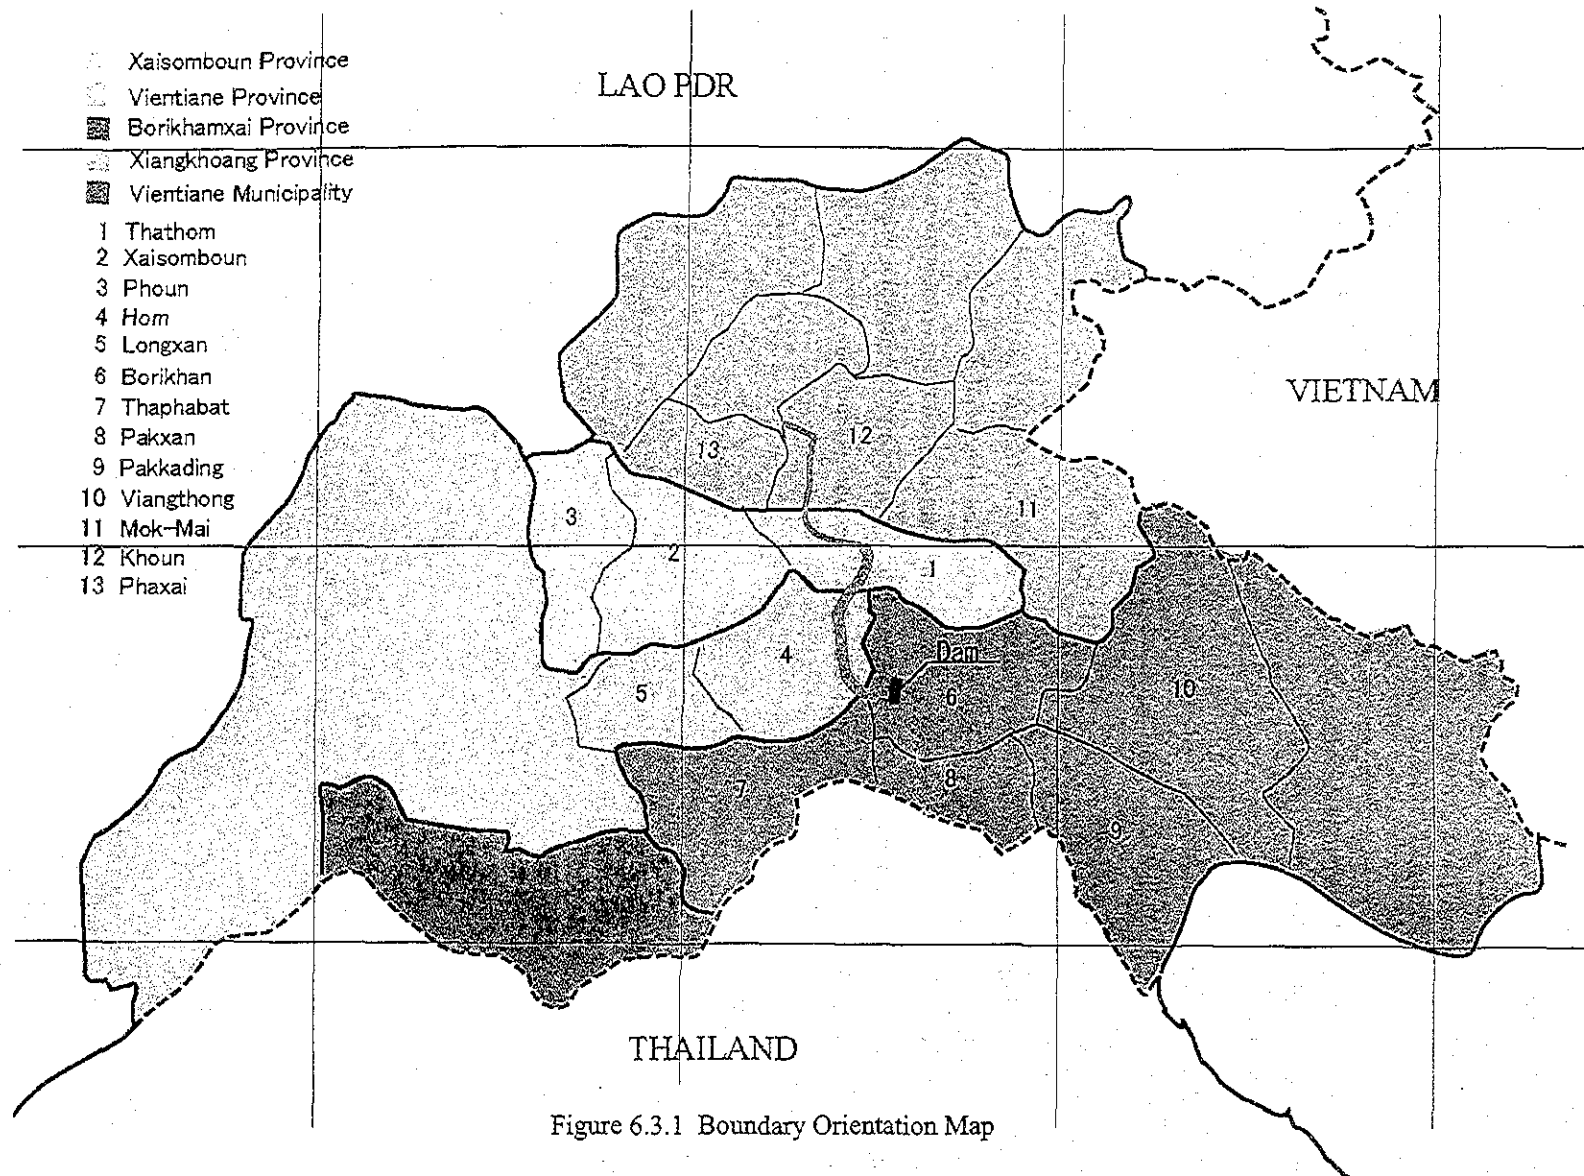 Xaisomboun Province
Vientiane Province
Borikhamxai Province
Xiangkhoang Province
Vientiane Municipality
1 Thathom
2 Xaisomboun
3 Phoun
4 Hom
5 Longxan
6 Borikhan
7 Thaphabat
8 Pakxan
9 Pakkading
10 Viangthong
11 Mok-Mai
12 Khoun
13 Phaxai
LAO PDR
VIETNAM
12
13
11
3
2
1
4
Dam
5
6
10
8
7
9
THAILAND
Figure 6.3.1 Boundary Orientation Map